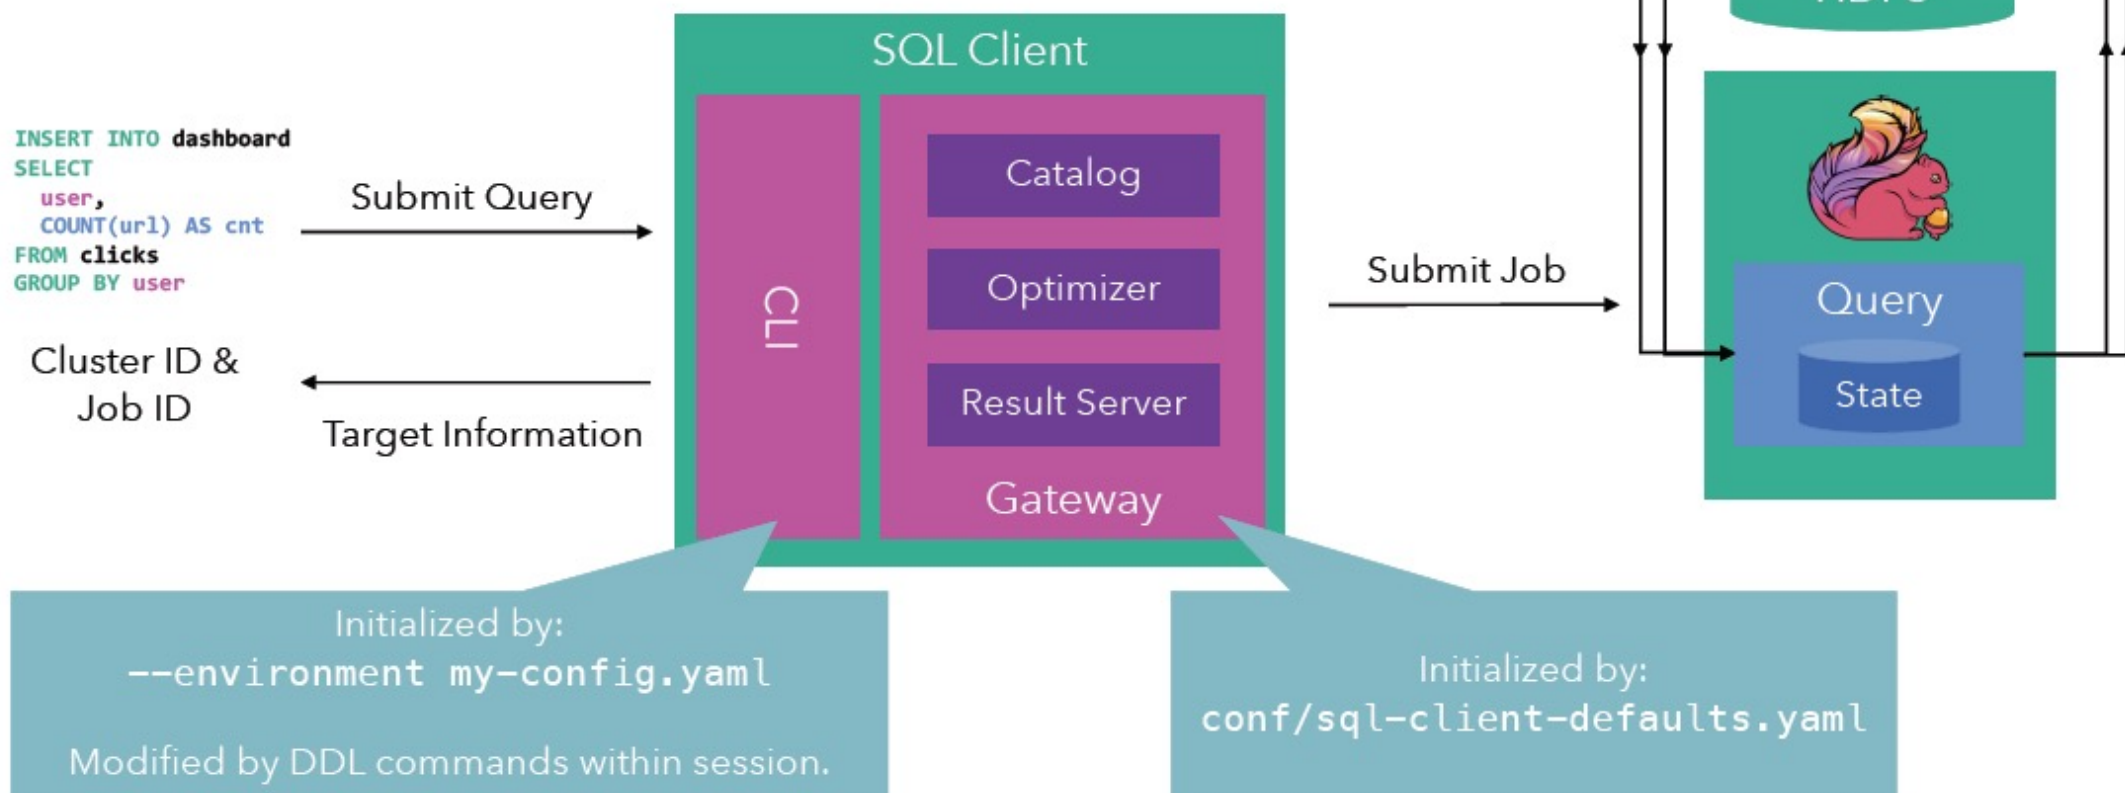 SQL Client
INSERT INTO dashboard
SELECT
user,
COUNT(url) AS cnt
FROM clicks
GROUP BY user
Submit Query
Cluster ID &
Job ID
Target Information
CLI
Catalog
Optimizer
Result Server
Gateway
Submit Job
Query
State
Initialized by:
--environment my-config.yaml
Modified by DDL commands within session.
Initialized by:
conf/sql-client-defaults.yaml